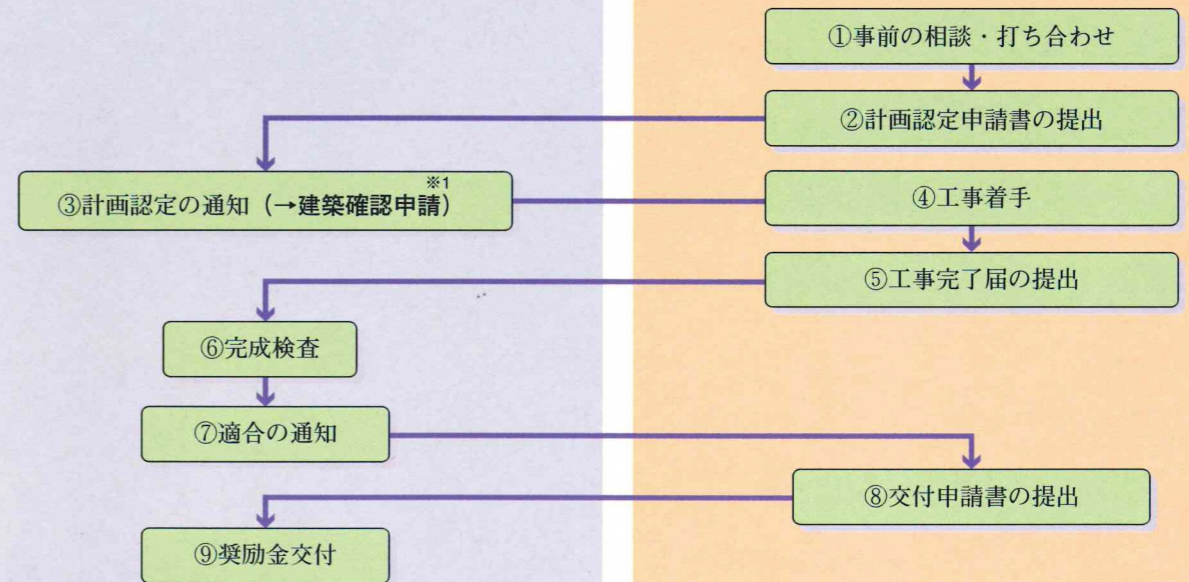 ①事前の相談・打ち合わせ
②計画認定申請書の提出
③計画認定の通知(→建築確認申請)※1
④工事着手
⑤工事完了届の提出
⑥完成検査
⑦適合の通知
⑧交付申請書の提出
⑨奨励金交付